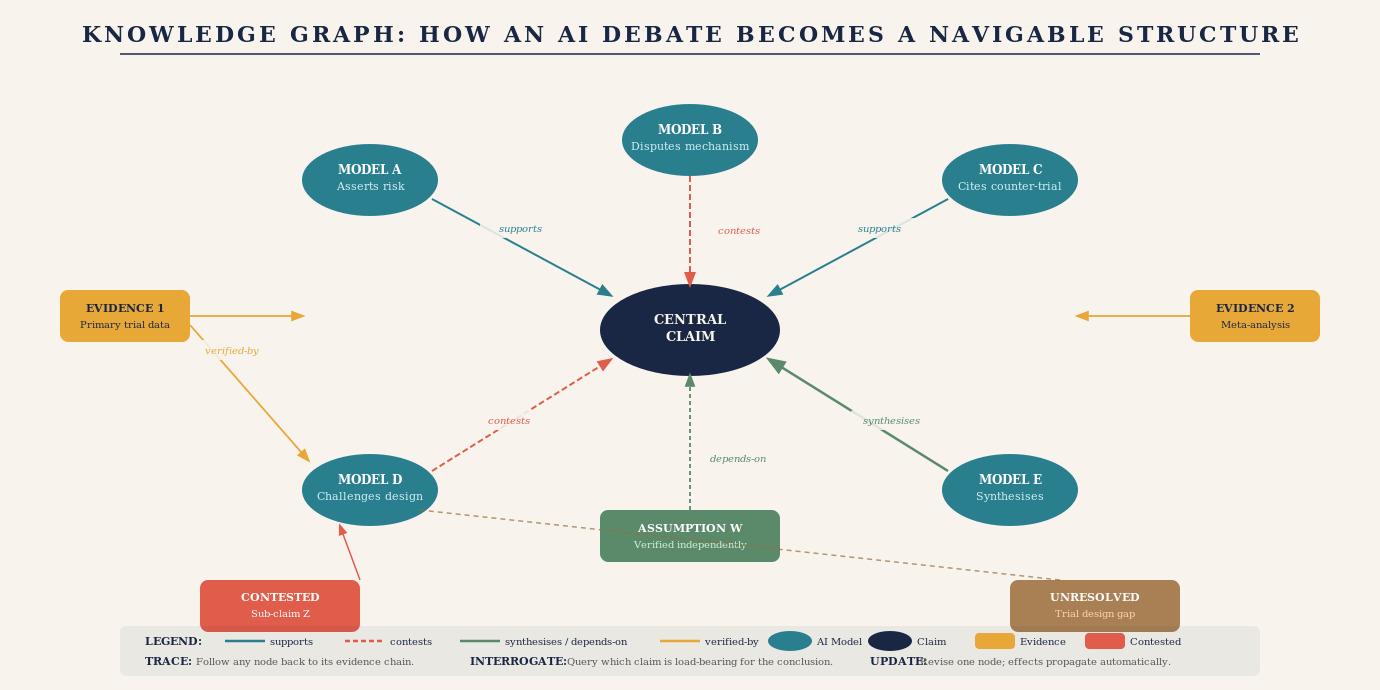 KNOWLEDGE GRAPH: HOW AN AI DEBATE BECOMES A NAVIGABLE STRUCTURE
MODEL B
Disputes mechanism
MODEL A
Asserts risk
MODEL C
Cites counter-trial
supports
contests
supports
EVIDENCE 1
Primary trial data
CENTRAL
CLAIM
EVIDENCE 2
Meta-analysis
verified-by
contests
synthesises
depends-on
MODEL D
Challenges design
MODEL E
Synthesises
ASSUMPTION W
Verified independently
CONTESTED
Sub-claim Z
UNRESOLVED
Trial design gap
LEGEND: supports contests synthesises / depends-on verified-by AI Model Claim Evidence Contested
TRACE: Follow any node back to its evidence chain. INTERROGATE: Query which claim is load-bearing for the conclusion. UPDATE: Revise one node; effects propagate automatically.